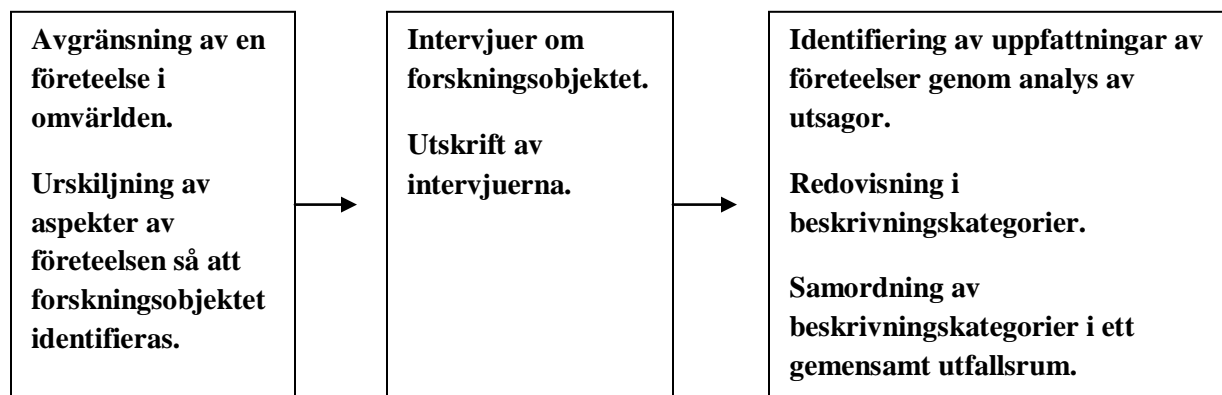 Avgränsning av en
företeelse i
omvärlden.
Urskiljning av
aspekter av
företeelsen så att
forskningsobjektet
identifieras.
Intervjuer om
forskningsobjektet.
Utskrift av
intervjuerna.
Identifiering av uppfattningar av
företeelser genom analys av
utsagor.
Redovisning i
beskrivningskategorier.
Samordning av
beskrivningskategorier i ett
gemensamt utfallsrum.